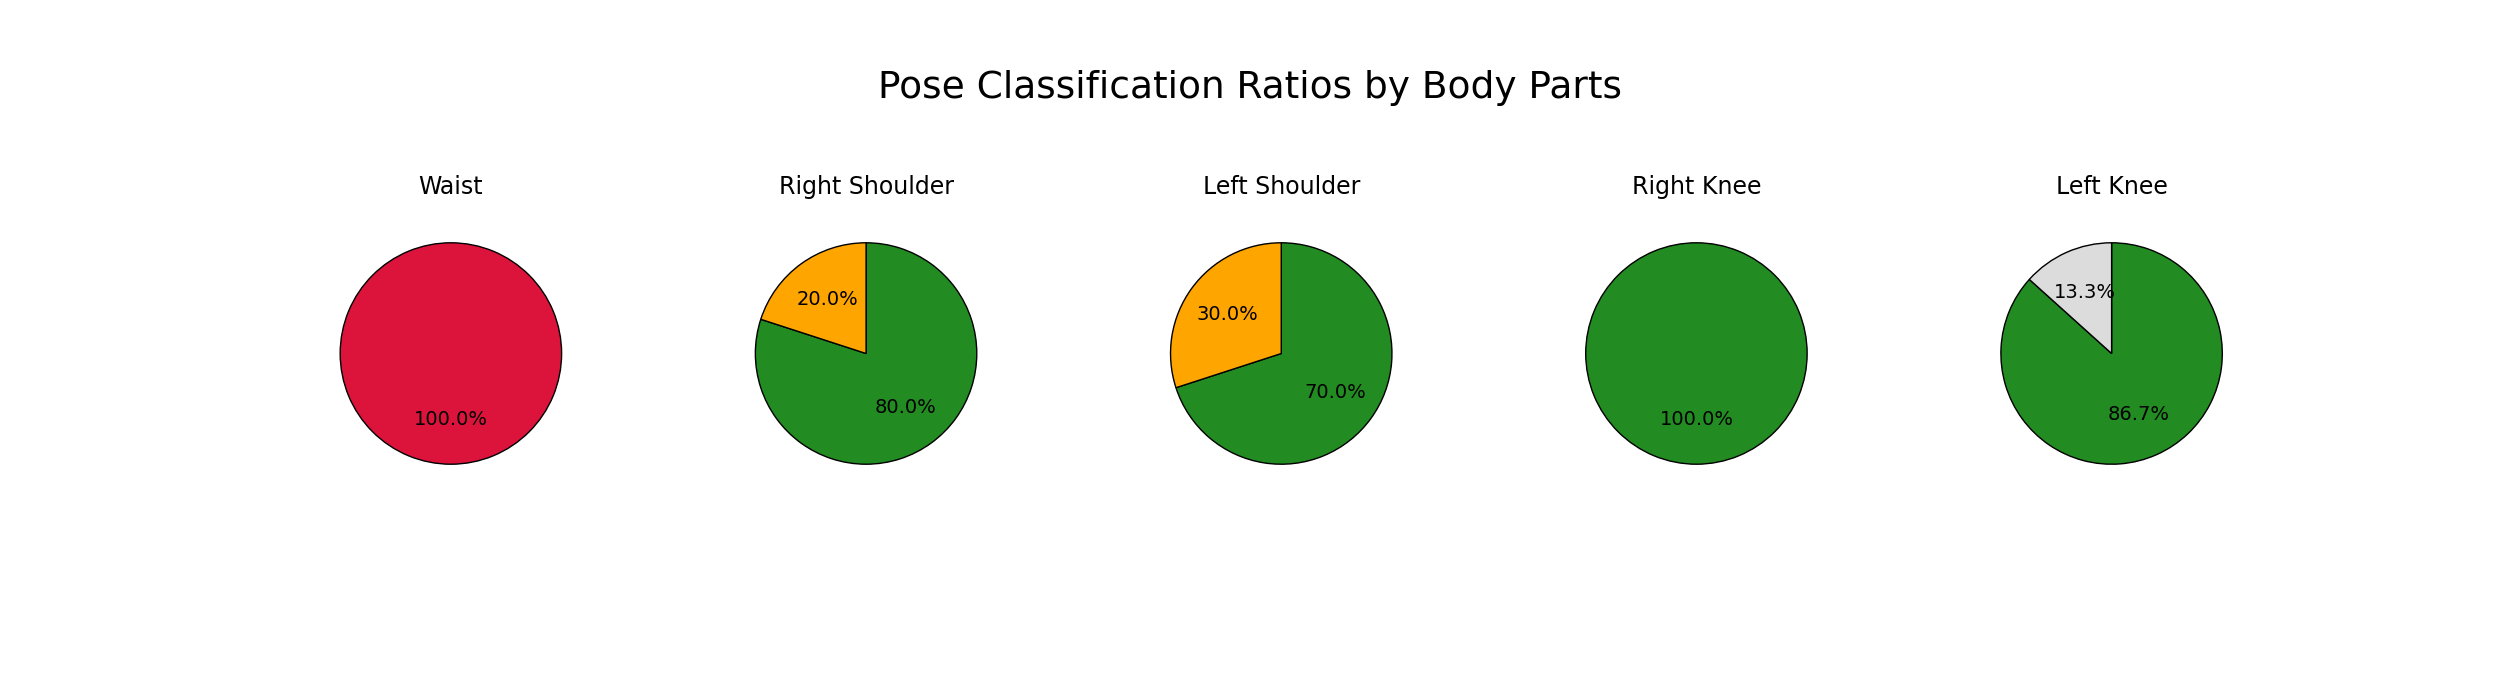 Pose Classification Ratios by Body Parts
Waist
Right Shoulder
Left Shoulder
Right Knee
Left Knee
100.0%
20.0%
80.0%
30.0%
70.0%
100.0%
13.3%
86.7%